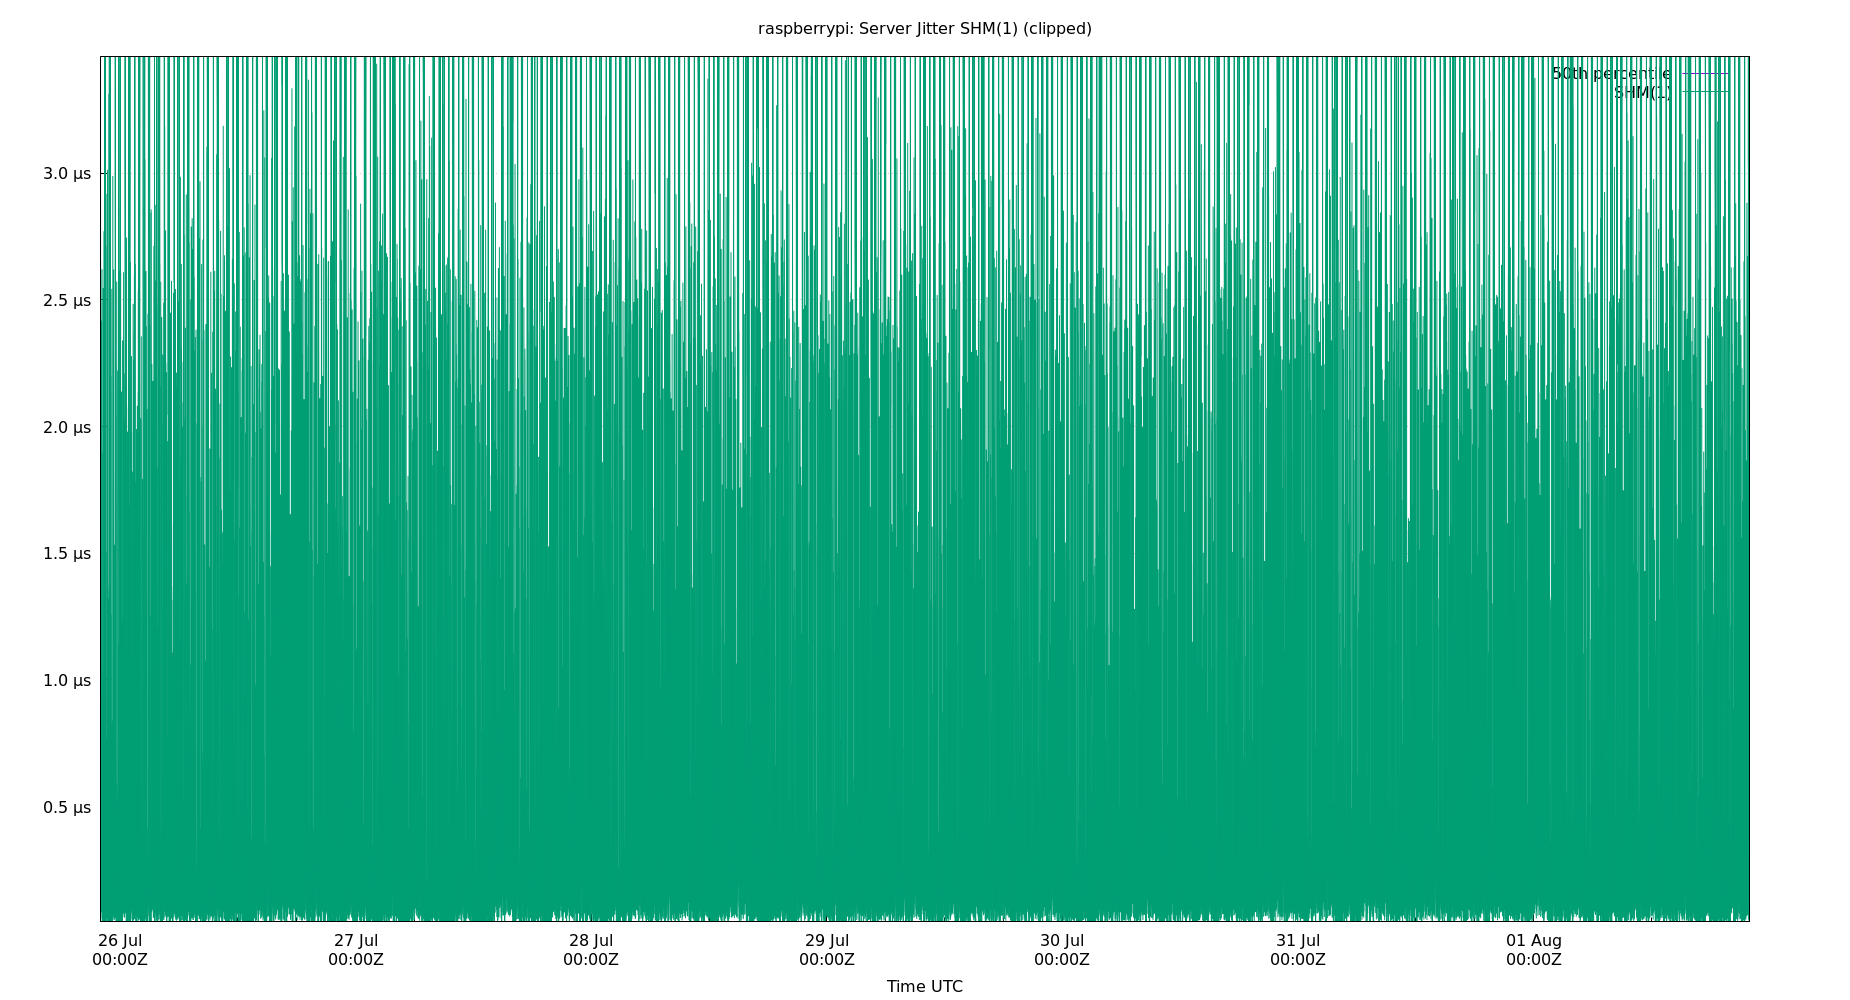 raspberrypi: Server Jitter SHM(1) (clipped)
50th percentile
SHM(1)
3.0 µs
2.5 µs
2.0 µs
1.5 µs
1.0 µs
0.5 µs
26 Jul 27 Jul 28 Jul 29 Jul 30 Jul 31 Jul 01 Aug
00:00Z 00:00Z 00:00Z 00:00Z 00:00Z 00:00Z 00:00Z
Time UTC